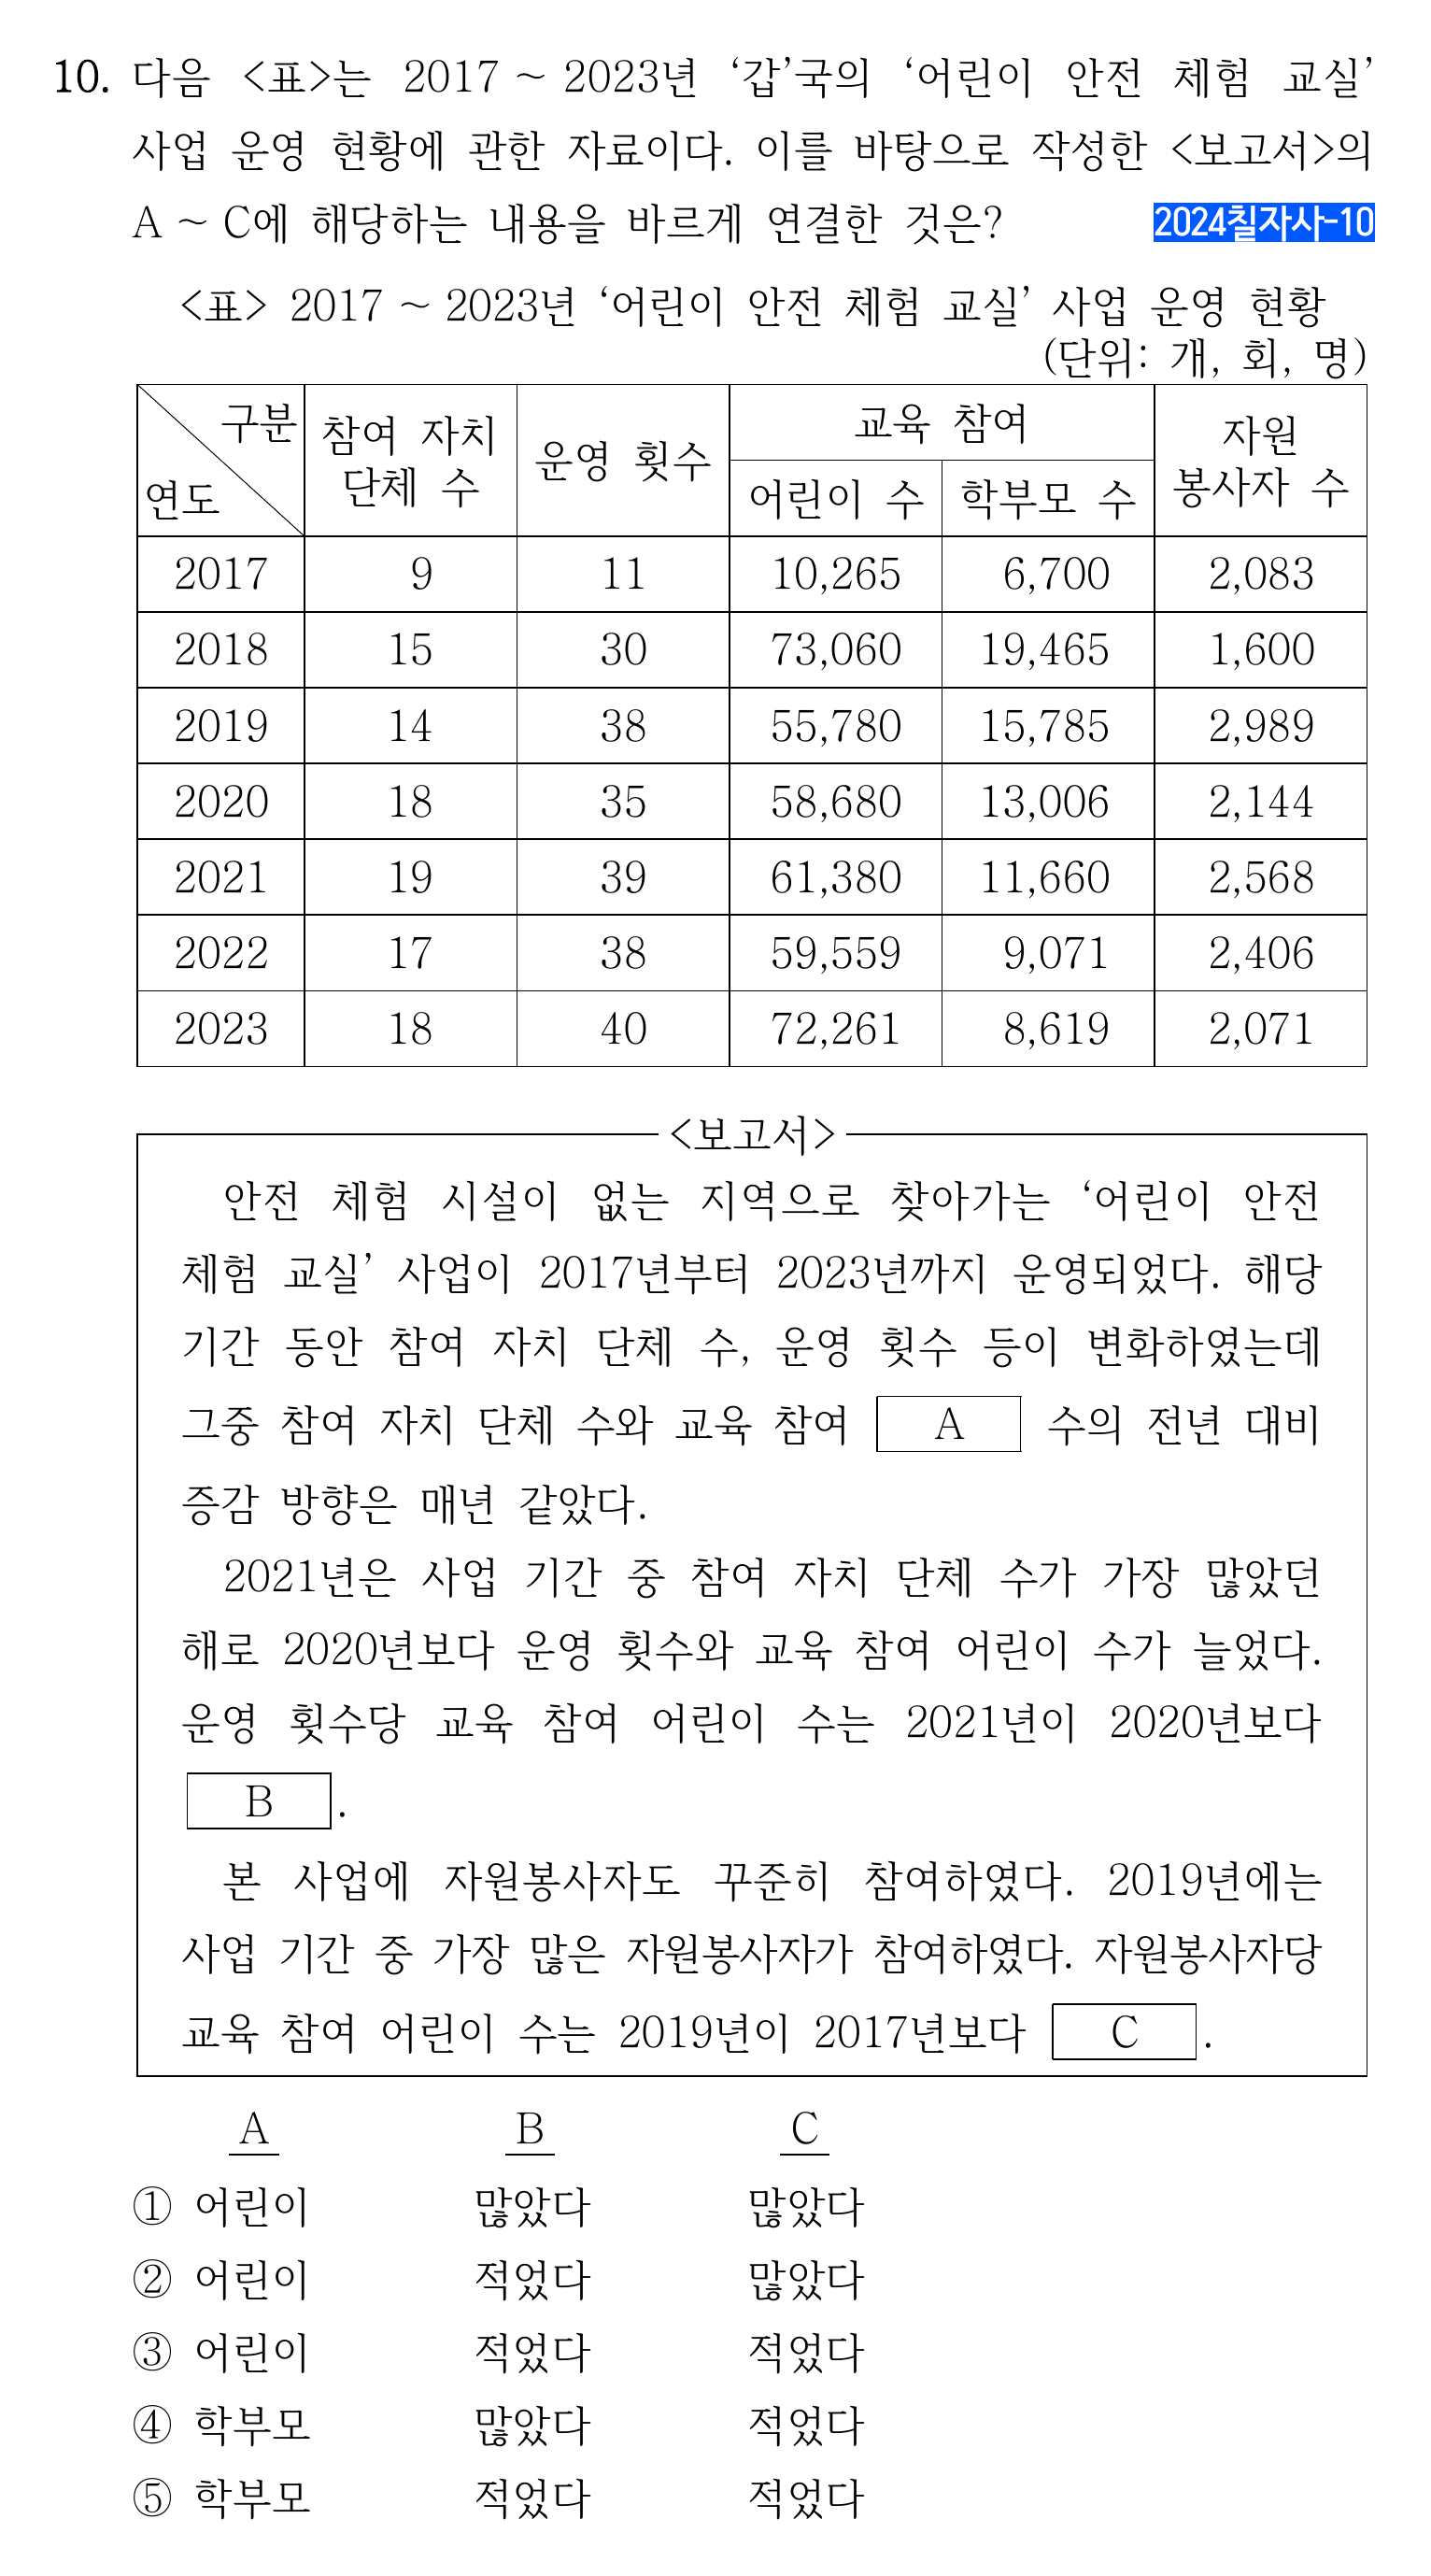 10. 다음 <표>는 2017 ~ 2023년 ‘갑’국의 ‘어린이 안전 체험 교실’
사업 운영 현황에 관한 자료이다. 이를 바탕으로 작성한 <보고서>의
A ~ C에 해당하는 내용을 바르게 연결한 것은? 2024칠자사-10
<표> 2017 ~ 2023년 ‘어린이 안전 체험 교실’ 사업 운영 현황
(단위: 개, 회, 명)
구분 연도 참여 자치 단체 수 운영 횟수 교육 참여 자원 봉사자 수
어린이 수 학부모 수
2017 9 11 10,265 6,700 2,083
2018 15 30 73,060 19,465 1,600
2019 14 38 55,780 15,785 2,989
2020 18 35 58,680 13,006 2,144
2021 19 39 61,380 11,660 2,568
2022 17 38 59,559 9,071 2,406
2023 18 40 72,261 8,619 2,071
<보고서>
안전 체험 시설이 없는 지역으로 찾아가는 ‘어린이 안전
체험 교실’ 사업이 2017년부터 2023년까지 운영되었다. 해당
기간 동안 참여 자치 단체 수, 운영 횟수 등이 변화하였는데
그중 참여 자치 단체 수와 교육 참여 A 수의 전년 대비
증감 방향은 매년 같았다.
2021년은 사업 기간 중 참여 자치 단체 수가 가장 많았던
해로 2020년보다 운영 횟수와 교육 참여 어린이 수가 늘었다.
운영 횟수당 교육 참여 어린이 수는 2021년이 2020년보다
B .
본 사업에 자원봉사자도 꾸준히 참여하였다. 2019년에는
사업 기간 중 가장 많은 자원봉사자가 참여하였다. 자원봉사자당
교육 참여 어린이 수는 2019년이 2017년보다 C .
A B C
① 어린이 많았다 많았다
② 어린이 적었다 많았다
③ 어린이 적었다 적었다
④ 학부모 많았다 적었다
⑤ 학부모 적었다 적었다